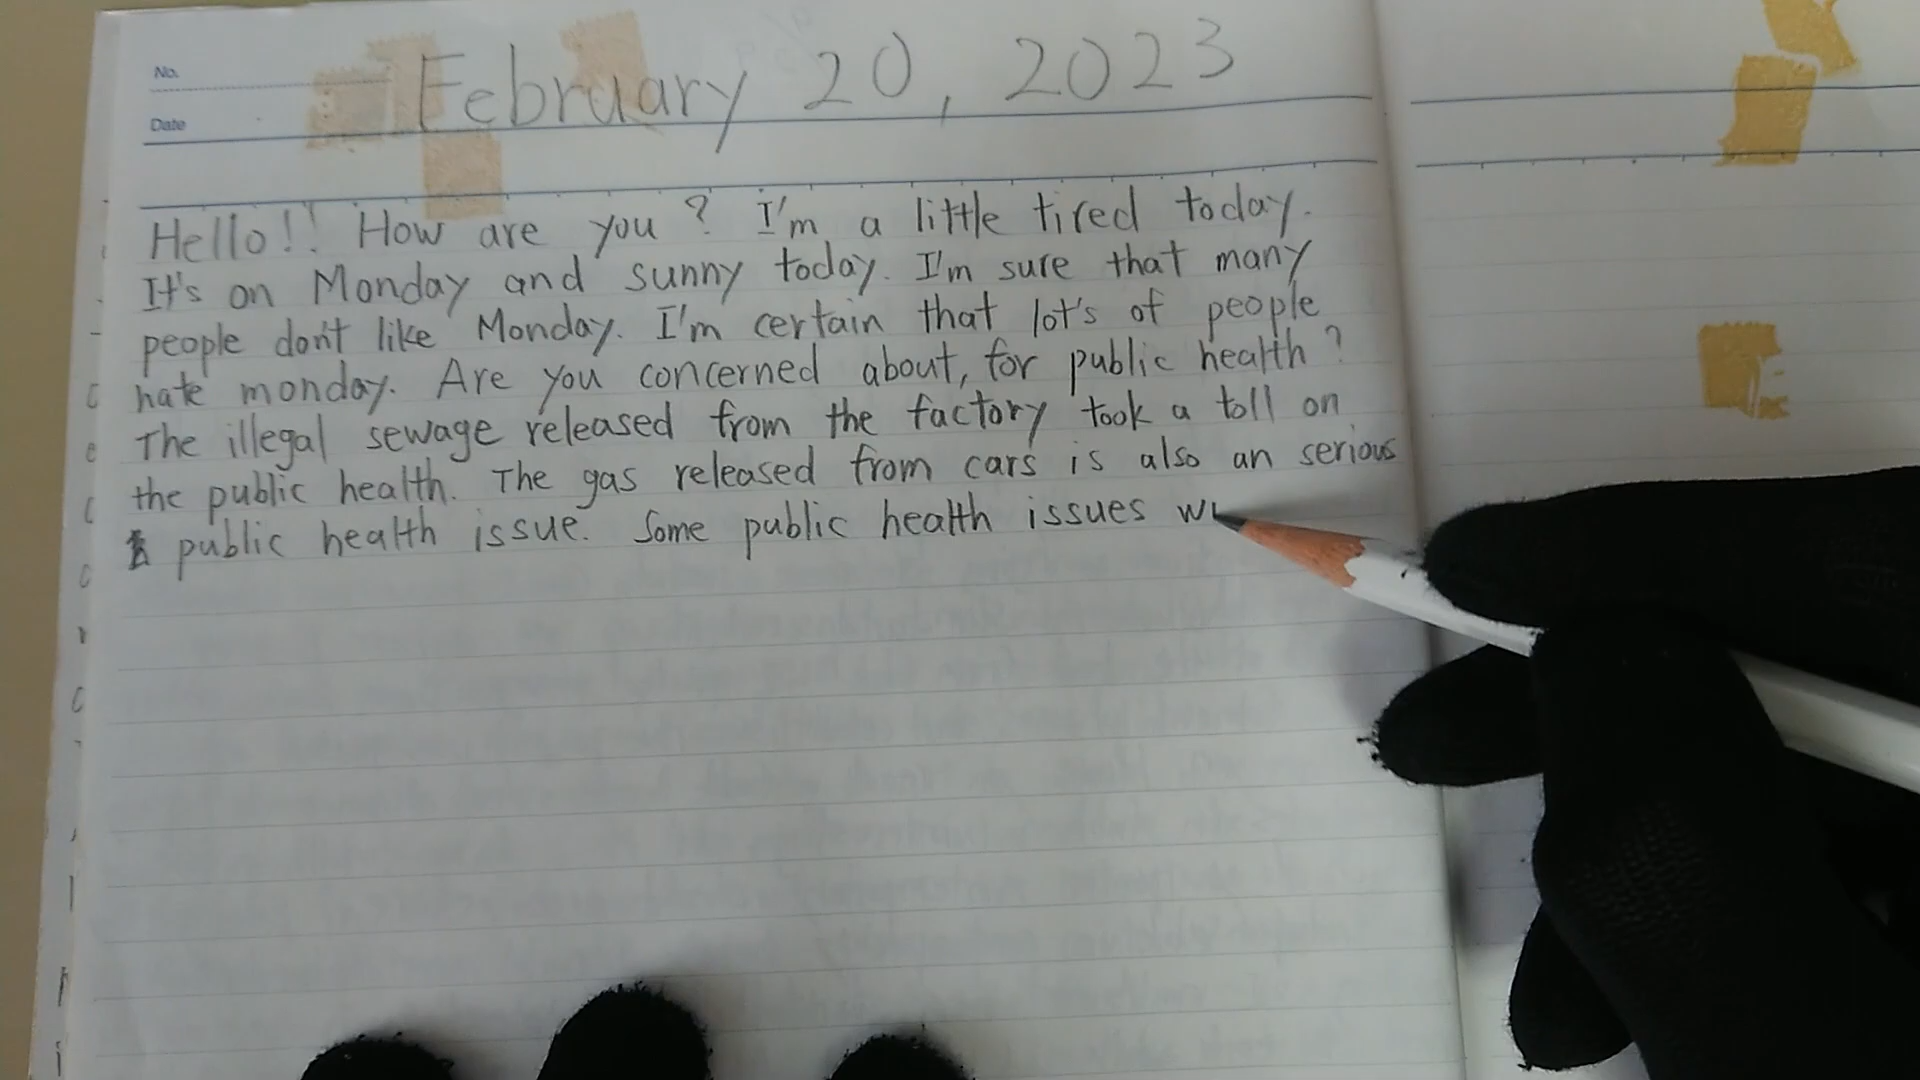 No.
February 20, 2023
Date
Hello!! How are you? I'm a little tired today.
It's on Monday and sunny today. I'm sure that many
people don't like Monday. I'm certain that lot's of people
hate monday. Are you concerned about, for public health?
The illegal sewage released from the factory took a toll on
the public health. The gas released from cars is also an serious
public health issue. Some public health issues